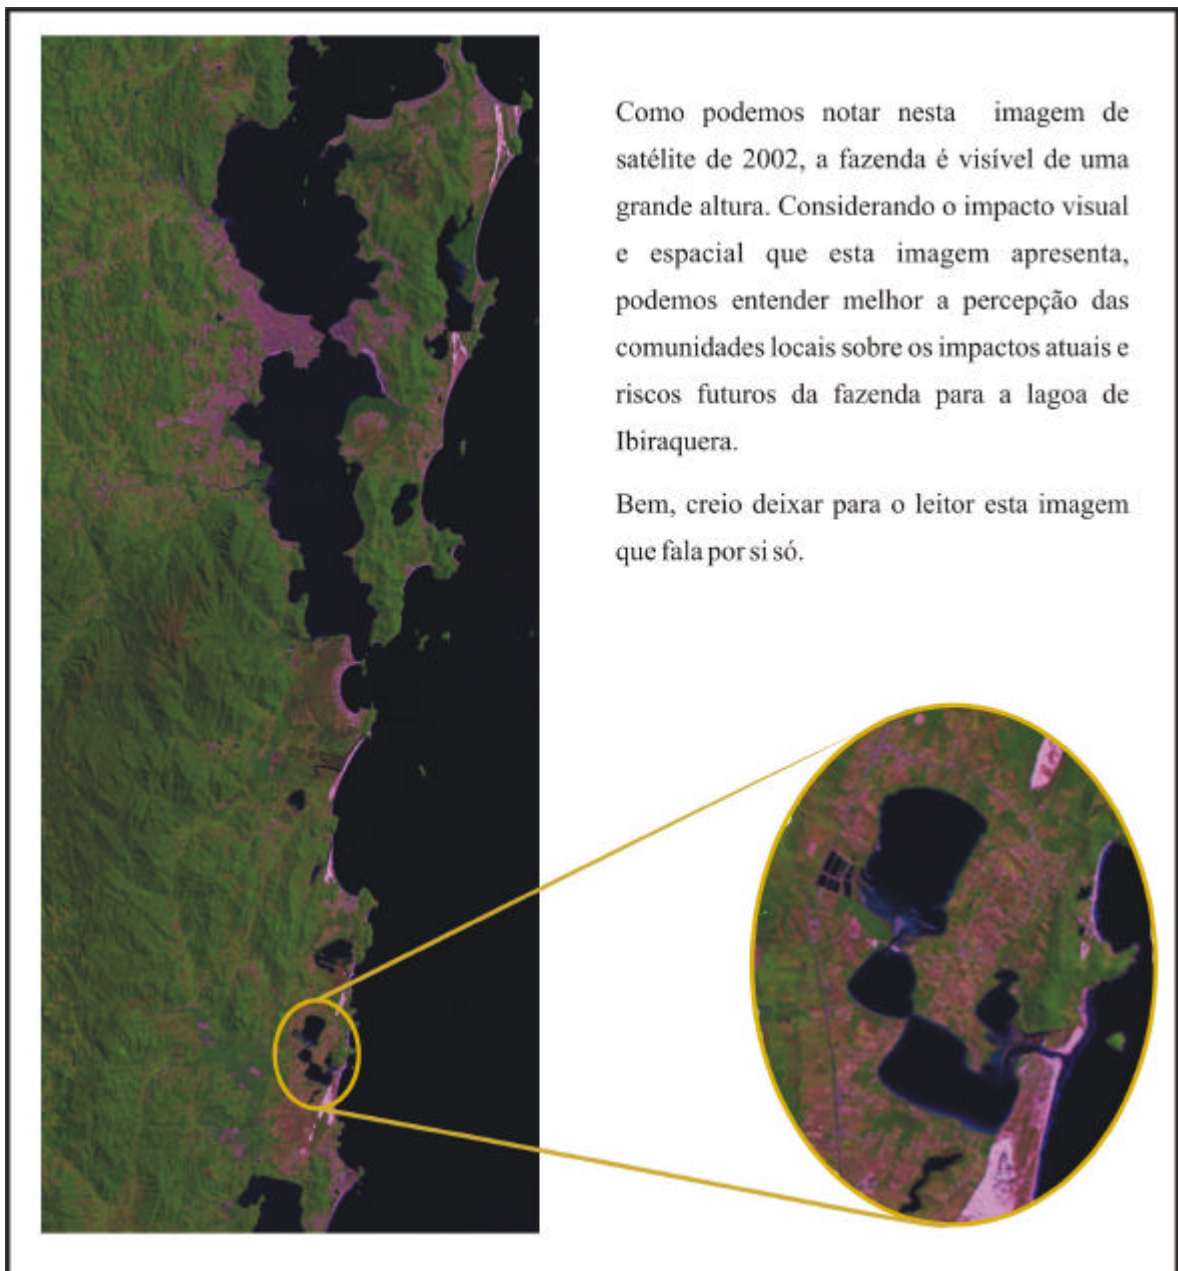 Como podemos notar nesta imagem de
satélite de 2002, a fazenda é visível de uma
grande altura. Considerando o impacto visual
e espacial que esta imagem apresenta,
podemos entender melhor a percepção das
comunidades locais sobre os impactos atuais e
riscos futuros da fazenda para a lagoa de
Ibiraquera.
Bem, creio deixar para o leitor esta imagem
que fala por si só.